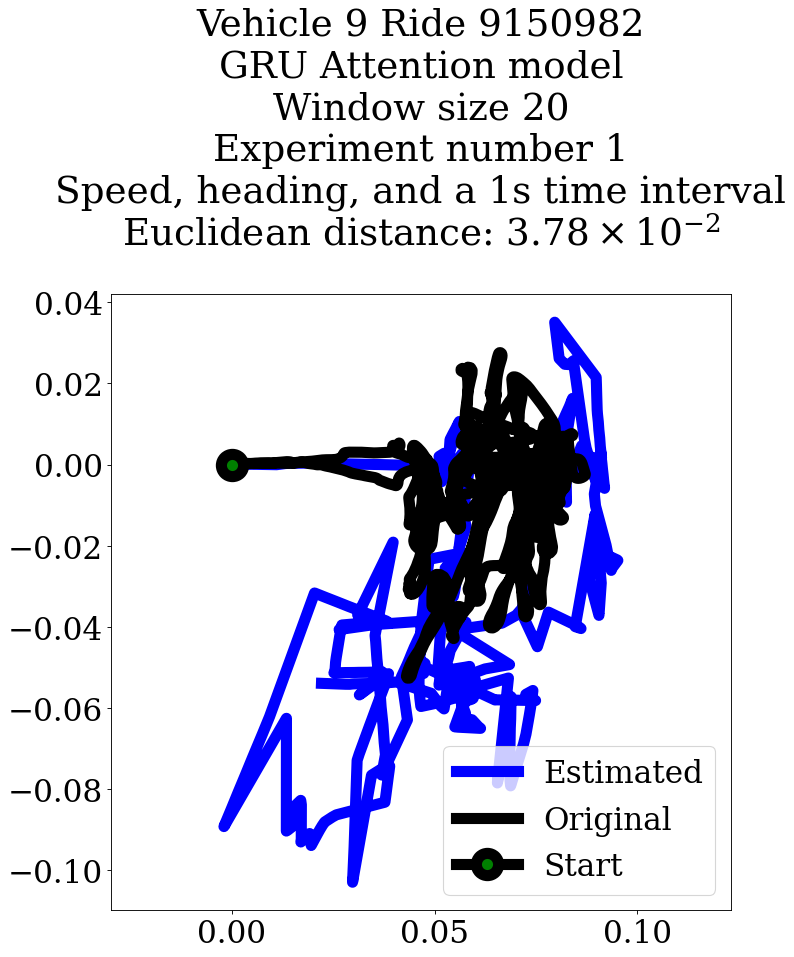 Vehicle 9 Ride 9150982
GRU Attention model
Window size 20
Experiment number 1
Speed, heading, and a 1s time interval
Euclidean distance: 3.78 × 10⁻²
0.04
0.02
0.00
−0.02
−0.04
−0.06
−0.08
−0.10
Estimated
Original
Start
0.00 0.05 0.10